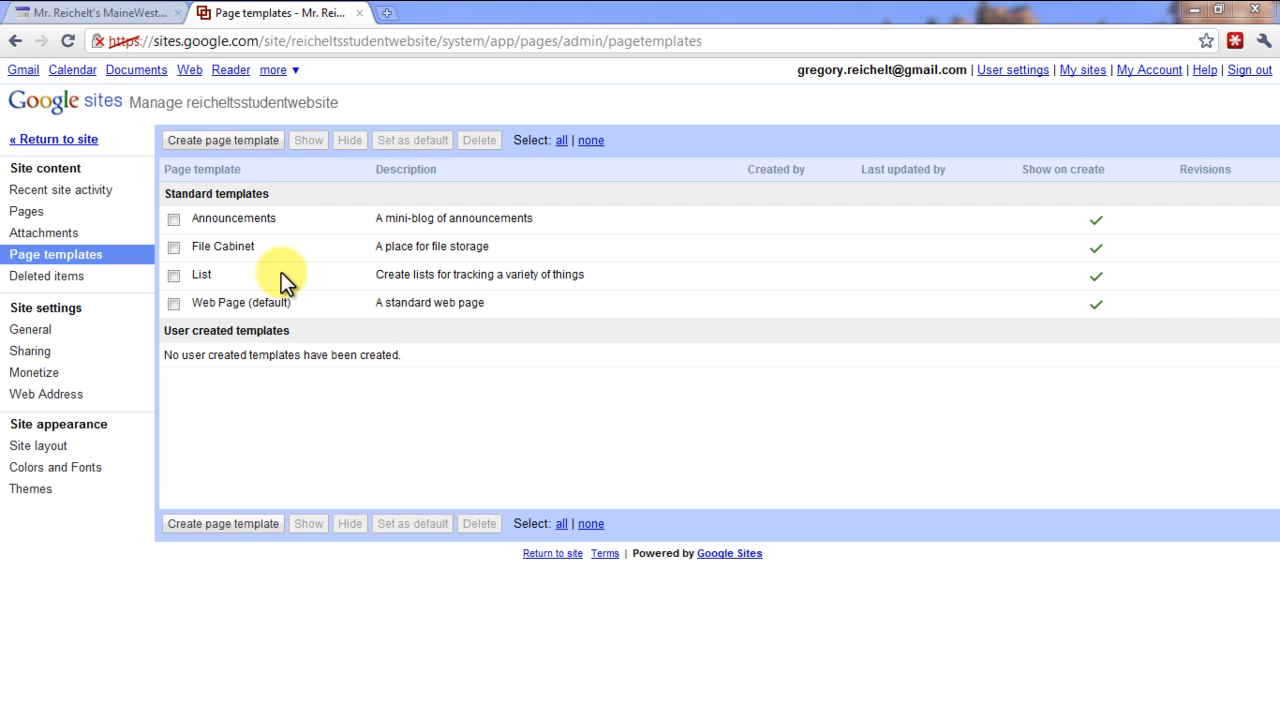 Mr. Reichelt's MaineWest...
Page templates - Mr. Rei...
https://sites.google.com/site/reicheltsstudentwebsite/system/app/pages/admin/pagetemplates
Gmail Calendar Documents Web Reader more ▼
gregory.reichelt@gmail.com | User settings | My sites | My Account | Help | Sign out
Google sites Manage reicheltsstudentwebsite
« Return to site
Site content
Recent site activity
Pages
Attachments
Page templates
Deleted items
Site settings
General
Sharing
Monetize
Web Address
Site appearance
Site layout
Colors and Fonts
Themes
Create page template Show Hide Set as default Delete Select: all | none
Page template Description Created by Last updated by Show on create Revisions
Standard templates
Announcements A mini-blog of announcements
File Cabinet A place for file storage
List Create lists for tracking a variety of things
Web Page (default) A standard web page
User created templates
No user created templates have been created.
Create page template Show Hide Set as default Delete Select: all | none
Return to site Terms | Powered by Google Sites